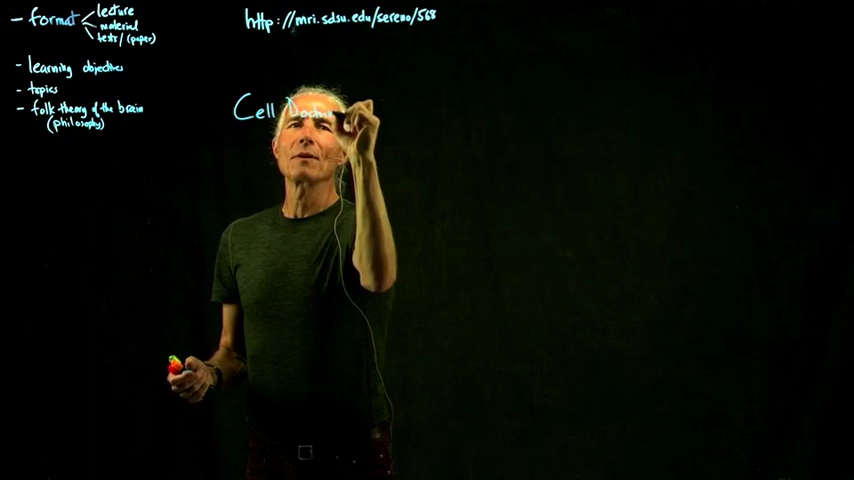 - format
lecture
material
tests/(paper)
- learning objectives
- topics
- folk theory of the brain
(philosophy)
http://mri.sdsu.edu/sereno/568
Cell